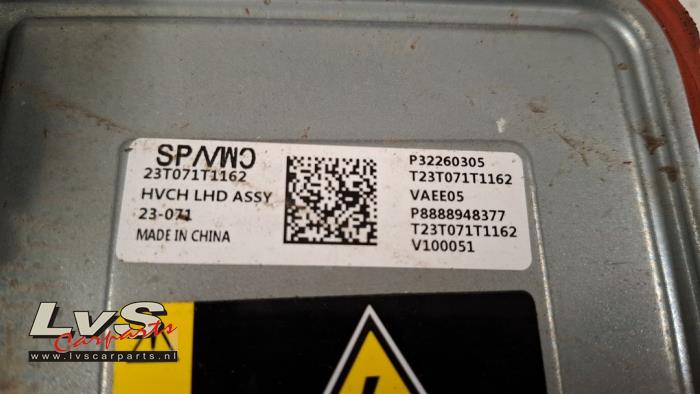 SP/VMO
23T071T1162
HVCH LHD ASSY
23-071
MADE IN CHINA
P32260305
T23T071T1162
VAEE05
P8888948377
T23T071T1162
V100051
LvS
Carparts
www.lvscarparts.nl